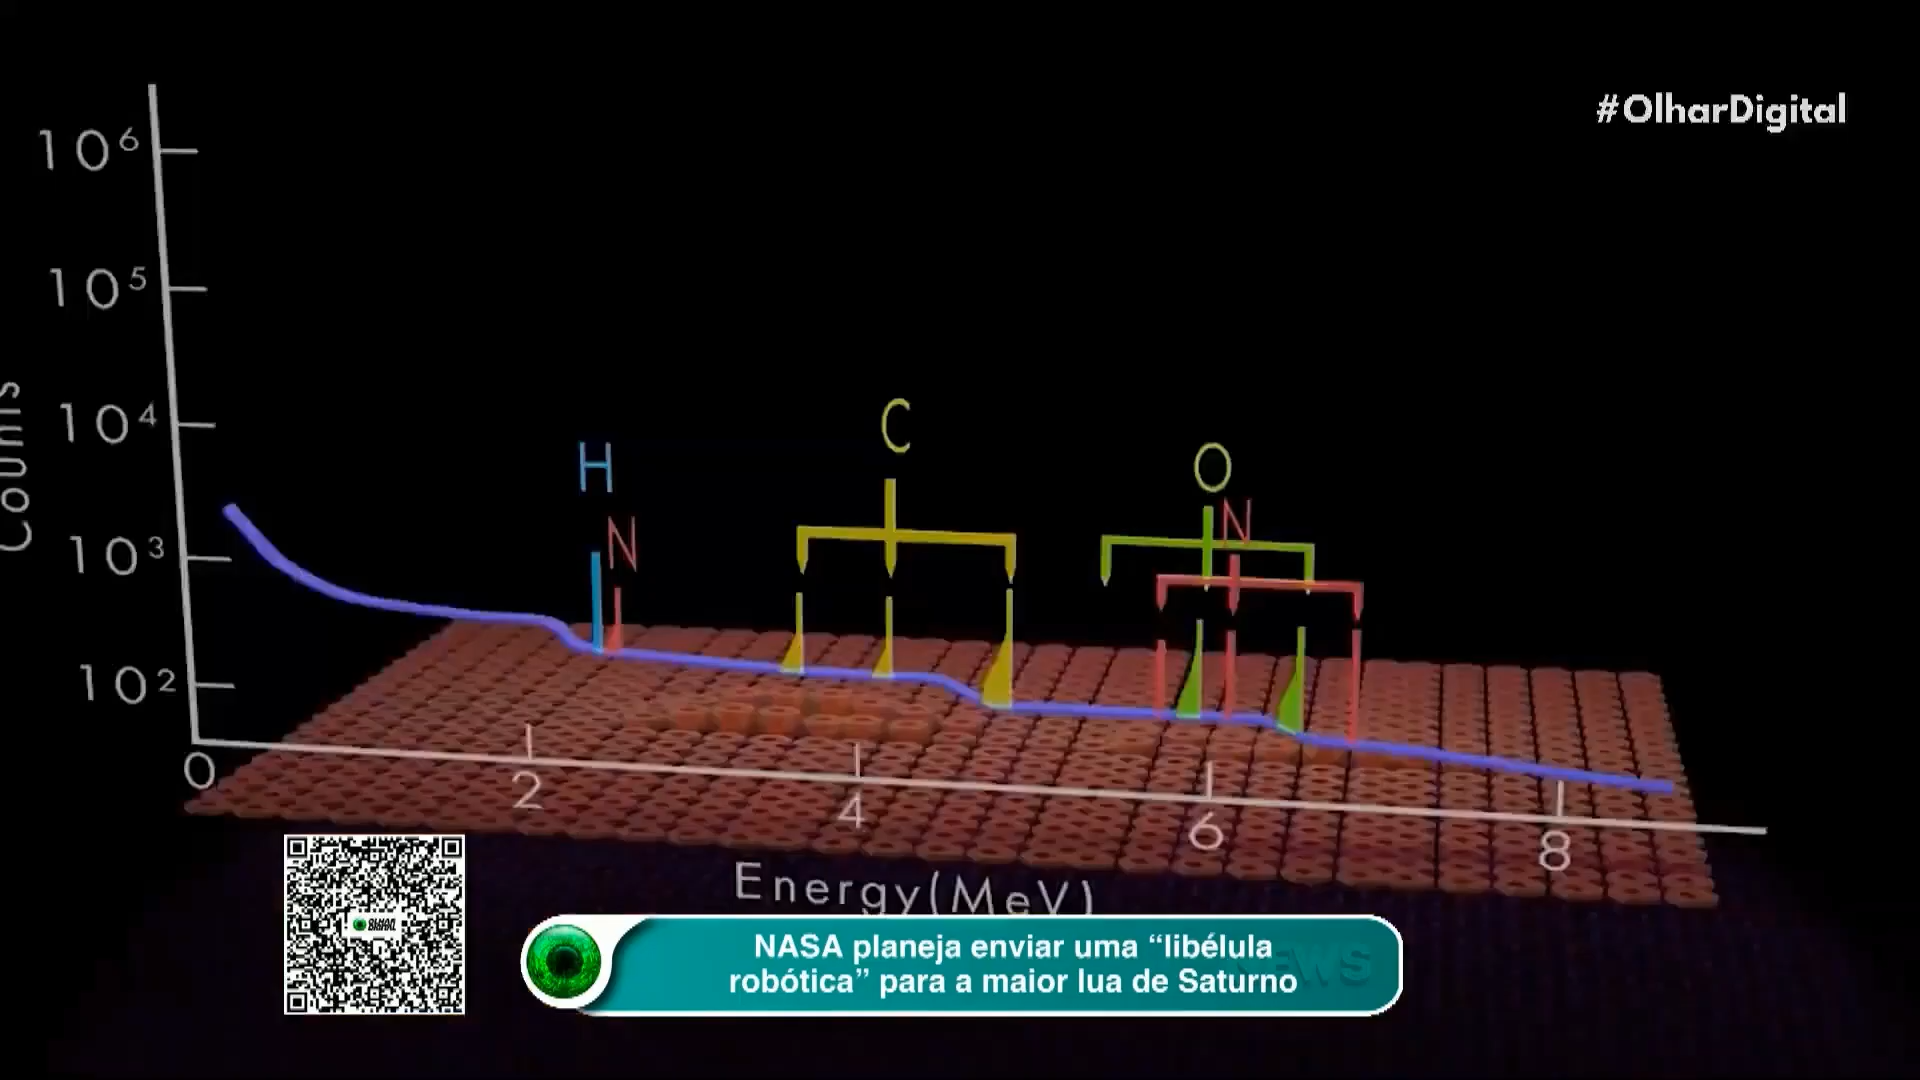 #OlharDigital
10⁶
10⁵
10⁴
10³
10²
Counts
H
N
C
O
N
0
2
4
6
8
Energy(MeV)
NASA planeja enviar uma “libélula
robótica” para a maior lua de Saturno
NEWS